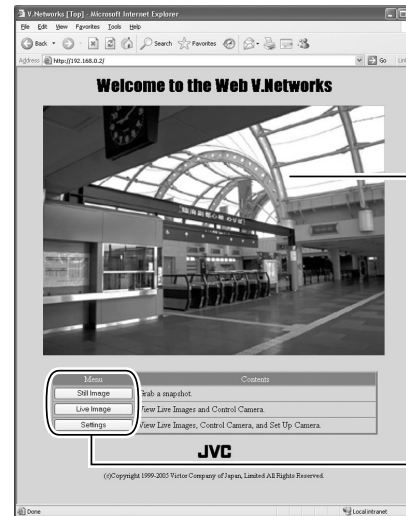 V.Networks [Top] - Microsoft Internet Explorer
File Edit View Favorites Tools Help
Back Search Favorites
Address http://192.168.0.2/ Go
Welcome to the Web V.Networks
Menu Contents
Still Image Grab a snapshot.
Live Image View Live Images and Control Camera.
Settings View Live Images, Control Camera, and Set Up Camera.
JVC
(c)Copyright 1999-2005 Victor Company of Japan, Limited All Rights Reserved.
Done Local intranet